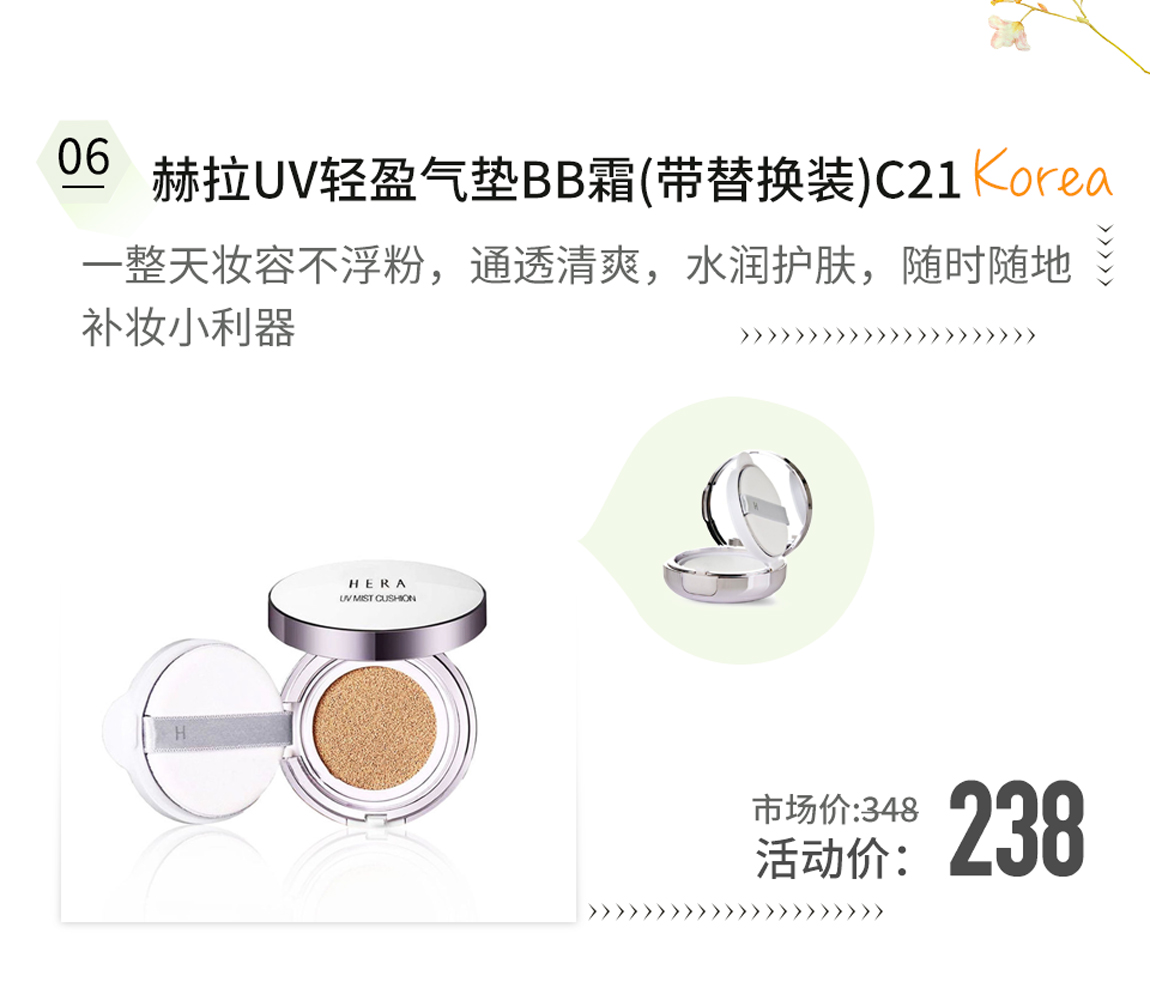 06
赫拉UV轻盈气垫BB霜(带替换装)C21 Korea
一整天妆容不浮粉，通透清爽，水润护肤，随时随地
补妆小利器
H
HERA
UV MIST CUSHION
H
市场价:348
活动价：238